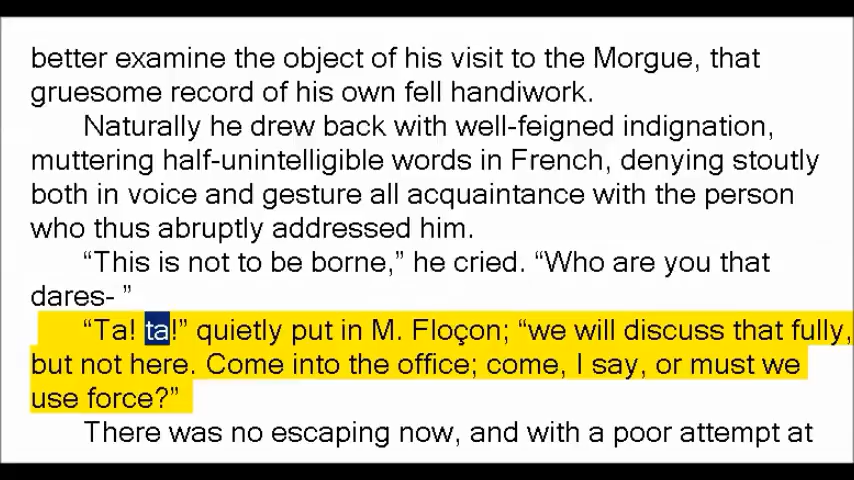 better examine the object of his visit to the Morgue, that
gruesome record of his own fell handiwork.
Naturally he drew back with well-feigned indignation,
muttering half-unintelligible words in French, denying stoutly
both in voice and gesture all acquaintance with the person
who thus abruptly addressed him.
“This is not to be borne,” he cried. “Who are you that
dares- ”
“Ta! ta!” quietly put in M. Floçon; “we will discuss that fully,
but not here. Come into the office; come, I say, or must we
use force?”
There was no escaping now, and with a poor attempt at